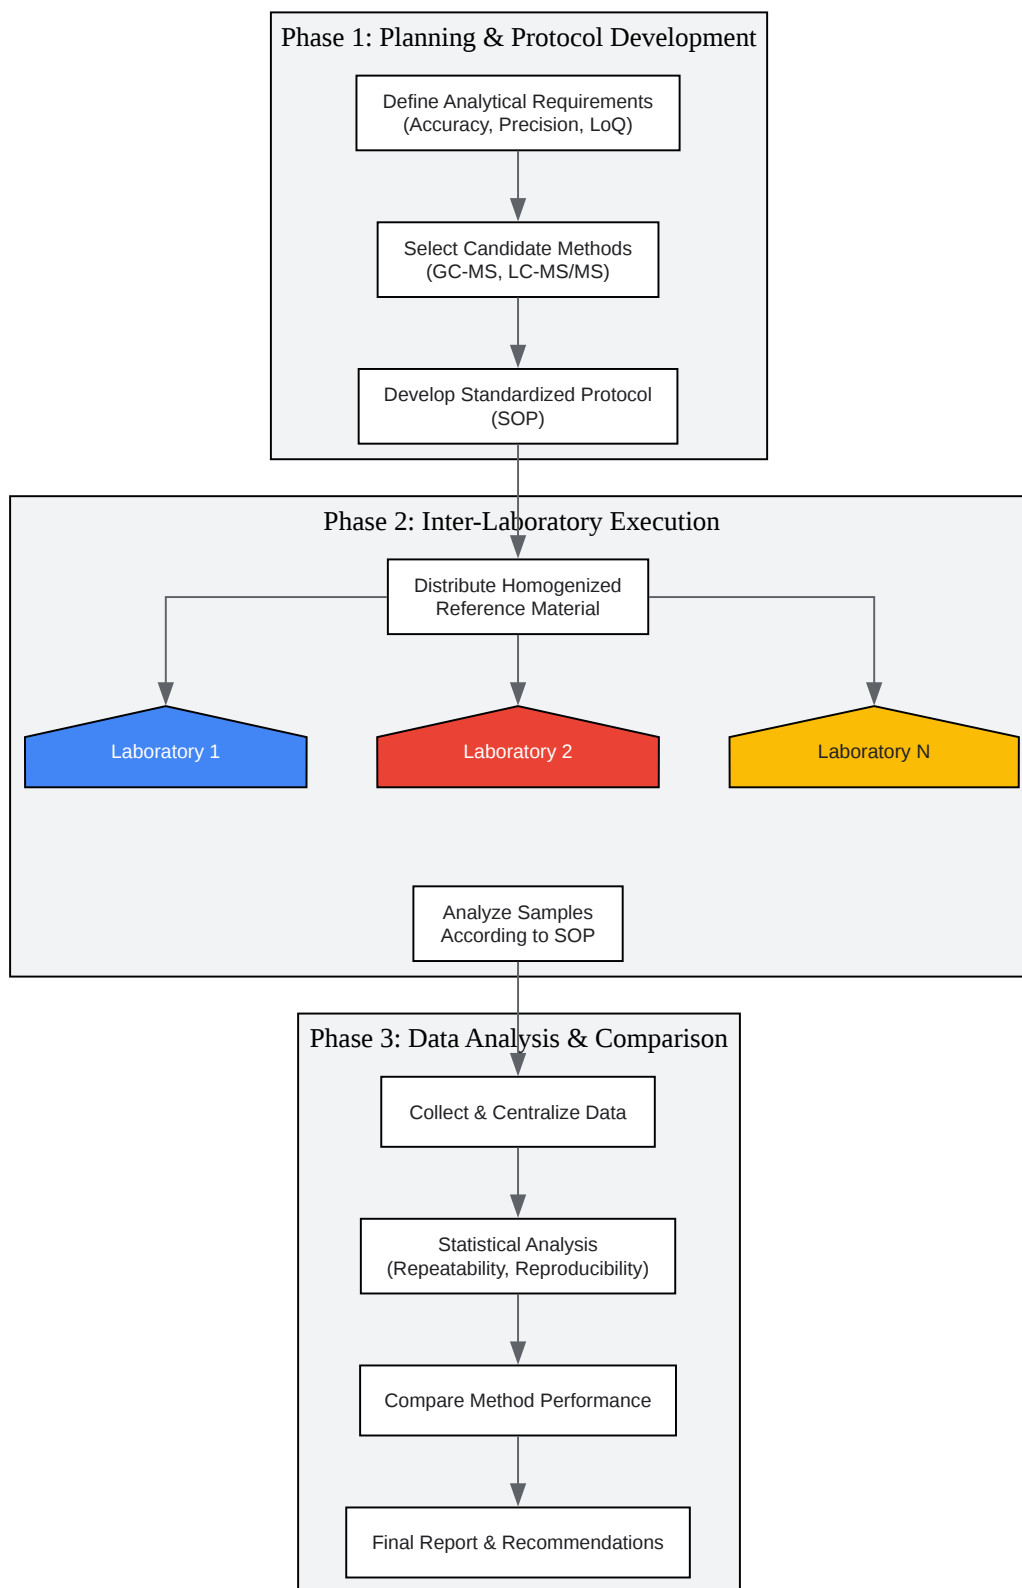 Phase 1: Planning & Protocol Development
Define Analytical Requirements
(Accuracy, Precision, LoQ)
Select Candidate Methods
(GC-MS, LC-MS/MS)
Develop Standardized Protocol
(SOP)
Phase 2: Inter-Laboratory Execution
Distribute Homogenized
Reference Material
Laboratory 1
Laboratory 2
Laboratory N
Analyze Samples
According to SOP
Phase 3: Data Analysis & Comparison
Collect & Centralize Data
Statistical Analysis
(Repeatability, Reproducibility)
Compare Method Performance
Final Report & Recommendations